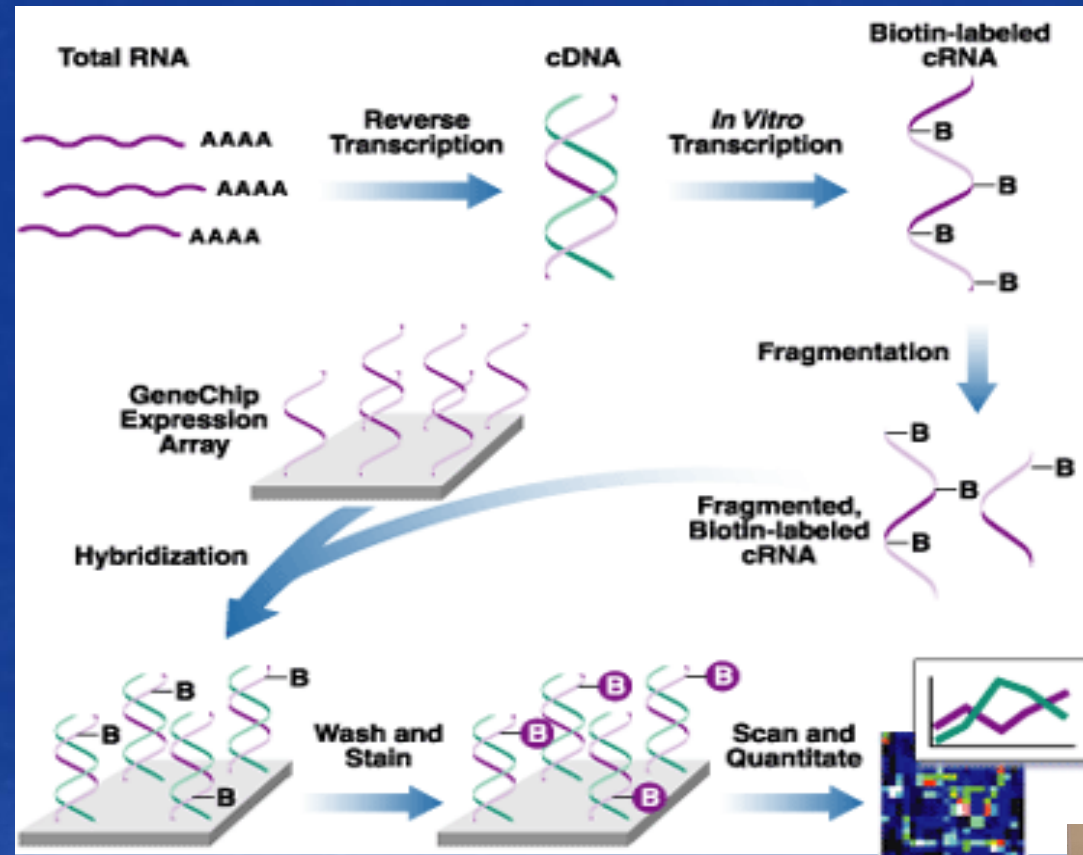 Total RNA
AAAA
AAAA
AAAA
Reverse
Transcription
cDNA
In Vitro
Transcription
Biotin-labeled
cRNA
B
B
B
B
Fragmentation
GeneChip
Expression
Array
B
B
B
B
Fragmented,
Biotin-labeled
cRNA
Hybridization
B
B
B
B
Wash and
Stain
B
B
B
B
Scan and
Quantitate